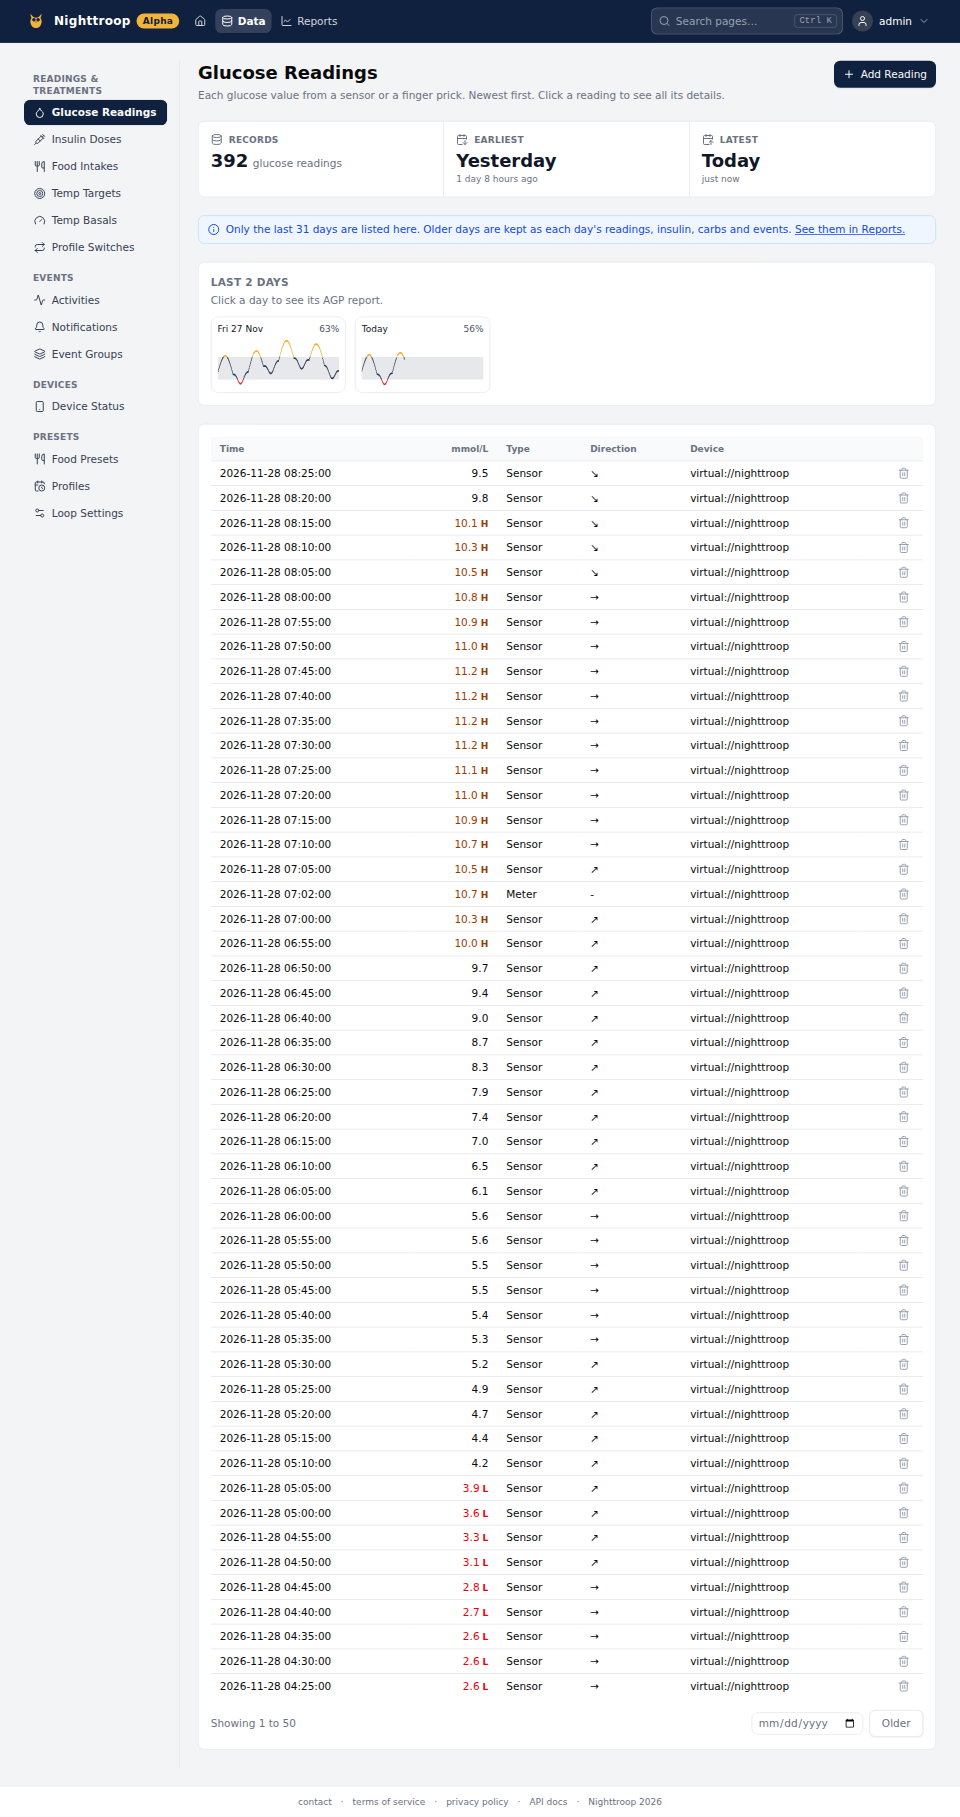 Nighttroop Alpha Data Reports Search pages... Ctrl K admin
READINGS &
TREATMENTS
Glucose Readings
Insulin Doses
Food Intakes
Temp Targets
Temp Basals
Profile Switches
EVENTS
Activities
Notifications
Event Groups
DEVICES
Device Status
PRESETS
Food Presets
Profiles
Loop Settings
Glucose Readings
Add Reading
Each glucose value from a sensor or a finger prick. Newest first. Click a reading to see all its details.
RECORDS
392 glucose readings
EARLIEST
Yesterday
1 day 8 hours ago
LATEST
Today
just now
Only the last 31 days are listed here. Older days are kept as each day's readings, insulin, carbs and events. See them in Reports.
LAST 2 DAYS
Click a day to see its AGP report.
Fri 27 Nov 63%
Today 56%
Time mmol/L Type Direction Device
2026-11-28 08:25:00 9.5 Sensor ↘ virtual://nighttroop
2026-11-28 08:20:00 9.8 Sensor ↘ virtual://nighttroop
2026-11-28 08:15:00 10.1 H Sensor ↘ virtual://nighttroop
2026-11-28 08:10:00 10.3 H Sensor ↘ virtual://nighttroop
2026-11-28 08:05:00 10.5 H Sensor ↘ virtual://nighttroop
2026-11-28 08:00:00 10.8 H Sensor → virtual://nighttroop
2026-11-28 07:55:00 10.9 H Sensor → virtual://nighttroop
2026-11-28 07:50:00 11.0 H Sensor → virtual://nighttroop
2026-11-28 07:45:00 11.2 H Sensor → virtual://nighttroop
2026-11-28 07:40:00 11.2 H Sensor → virtual://nighttroop
2026-11-28 07:35:00 11.2 H Sensor → virtual://nighttroop
2026-11-28 07:30:00 11.2 H Sensor → virtual://nighttroop
2026-11-28 07:25:00 11.1 H Sensor → virtual://nighttroop
2026-11-28 07:20:00 11.0 H Sensor → virtual://nighttroop
2026-11-28 07:15:00 10.9 H Sensor → virtual://nighttroop
2026-11-28 07:10:00 10.7 H Sensor → virtual://nighttroop
2026-11-28 07:05:00 10.5 H Sensor ↗ virtual://nighttroop
2026-11-28 07:02:00 10.7 H Meter - virtual://nighttroop
2026-11-28 07:00:00 10.3 H Sensor ↗ virtual://nighttroop
2026-11-28 06:55:00 10.0 H Sensor ↗ virtual://nighttroop
2026-11-28 06:50:00 9.7 Sensor ↗ virtual://nighttroop
2026-11-28 06:45:00 9.4 Sensor ↗ virtual://nighttroop
2026-11-28 06:40:00 9.0 Sensor ↗ virtual://nighttroop
2026-11-28 06:35:00 8.7 Sensor ↗ virtual://nighttroop
2026-11-28 06:30:00 8.3 Sensor ↗ virtual://nighttroop
2026-11-28 06:25:00 7.9 Sensor ↗ virtual://nighttroop
2026-11-28 06:20:00 7.4 Sensor ↗ virtual://nighttroop
2026-11-28 06:15:00 7.0 Sensor ↗ virtual://nighttroop
2026-11-28 06:10:00 6.5 Sensor ↗ virtual://nighttroop
2026-11-28 06:05:00 6.1 Sensor ↗ virtual://nighttroop
2026-11-28 06:00:00 5.6 Sensor → virtual://nighttroop
2026-11-28 05:55:00 5.6 Sensor → virtual://nighttroop
2026-11-28 05:50:00 5.5 Sensor → virtual://nighttroop
2026-11-28 05:45:00 5.5 Sensor → virtual://nighttroop
2026-11-28 05:40:00 5.4 Sensor → virtual://nighttroop
2026-11-28 05:35:00 5.3 Sensor → virtual://nighttroop
2026-11-28 05:30:00 5.2 Sensor ↗ virtual://nighttroop
2026-11-28 05:25:00 4.9 Sensor ↗ virtual://nighttroop
2026-11-28 05:20:00 4.7 Sensor ↗ virtual://nighttroop
2026-11-28 05:15:00 4.4 Sensor ↗ virtual://nighttroop
2026-11-28 05:10:00 4.2 Sensor ↗ virtual://nighttroop
2026-11-28 05:05:00 3.9 L Sensor ↗ virtual://nighttroop
2026-11-28 05:00:00 3.6 L Sensor ↗ virtual://nighttroop
2026-11-28 04:55:00 3.3 L Sensor ↗ virtual://nighttroop
2026-11-28 04:50:00 3.1 L Sensor ↗ virtual://nighttroop
2026-11-28 04:45:00 2.8 L Sensor → virtual://nighttroop
2026-11-28 04:40:00 2.7 L Sensor → virtual://nighttroop
2026-11-28 04:35:00 2.6 L Sensor → virtual://nighttroop
2026-11-28 04:30:00 2.6 L Sensor → virtual://nighttroop
2026-11-28 04:25:00 2.6 L Sensor → virtual://nighttroop
Showing 1 to 50 mm/dd/yyyy Older
contact · terms of service · privacy policy · API docs · Nighttroop 2026